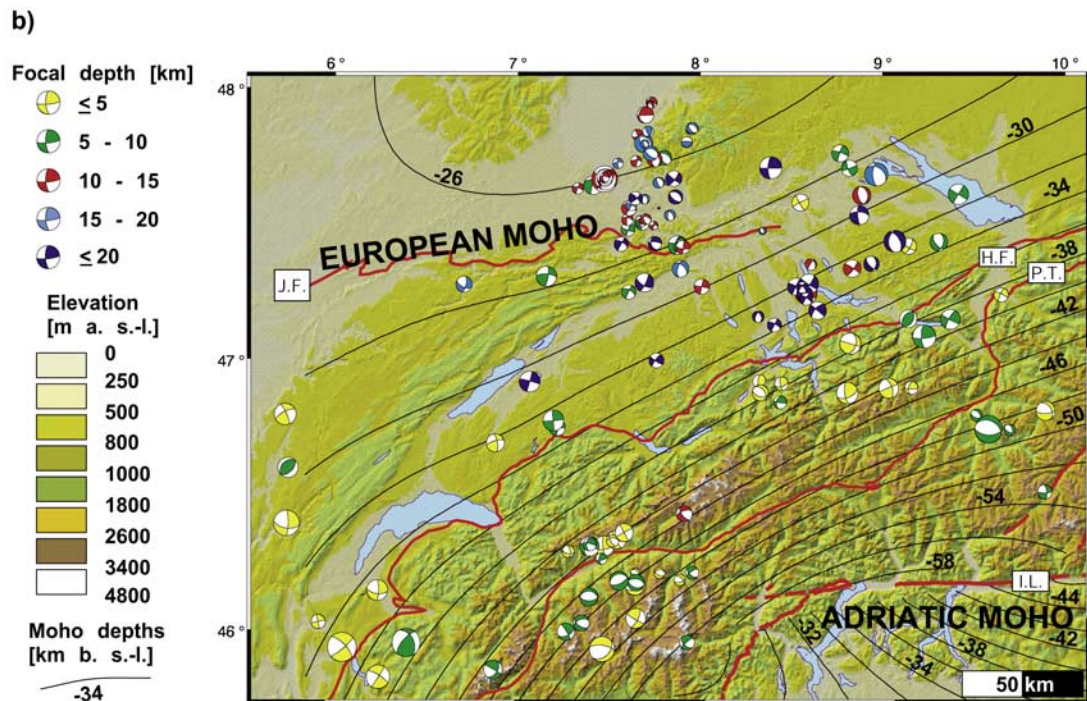 b)
Focal depth [km]
≤ 5
5 - 10
10 - 15
15 - 20
≤ 20
Elevation
[m a. s.-l.]
0
250
500
800
1000
1800
2600
3400
4800
Moho depths
[km b. s.-l.]
-34
6° 7° 8° 9° 10°
48°
47°
46°
-26
-30
-34
EUROPEAN MOHO
J.F.
H.F.
P.T.
-38
-42
-46
-50
-54
-58
I.L.
-44
ADRIATIC MOHO
-32
-42
-38
-34
50 km